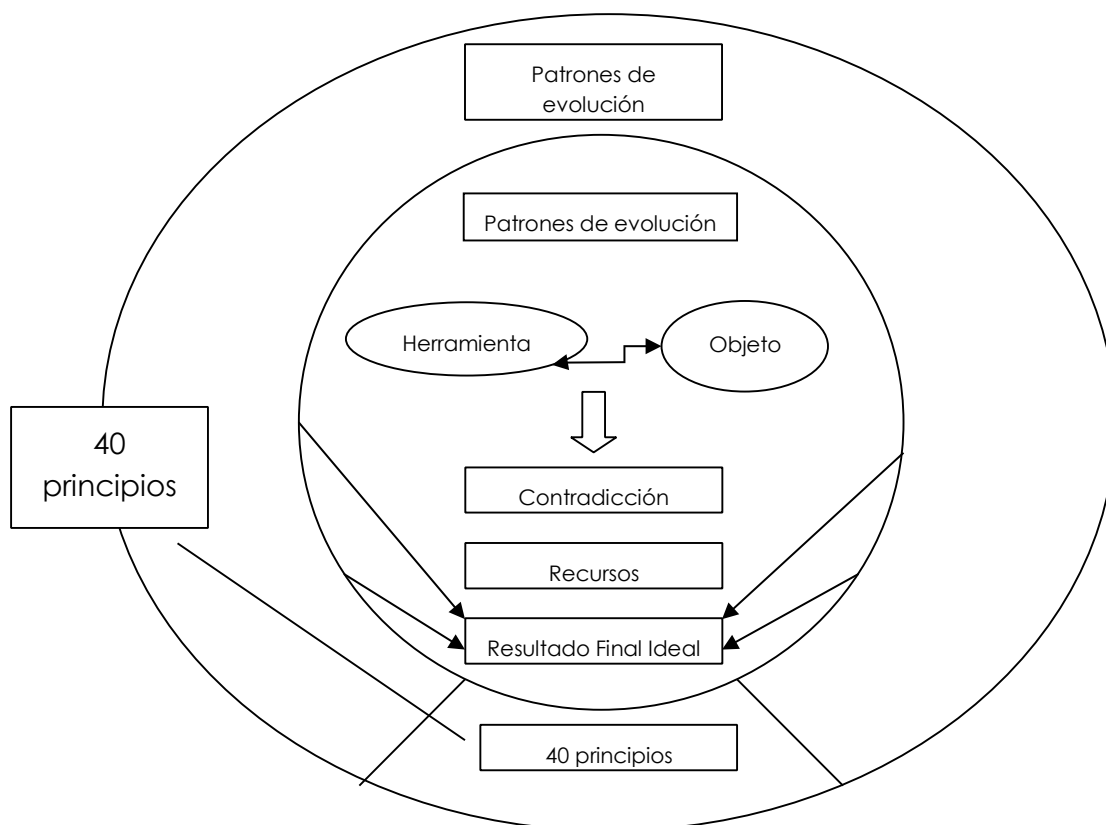 Patrones de
evolución
Patrones de evolución
Herramienta
Objeto
40
principios
Contradicción
Recursos
Resultado Final Ideal
40 principios